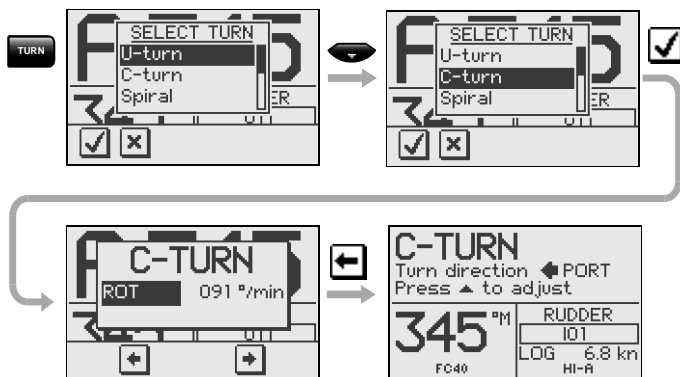 TURN
SELECT TURN
U-turn
C-turn
Spiral
SELECT TURN
U-turn
C-turn
Spiral
C-TURN
ROT 091 °/min
C-TURN
Turn direction PORT
Press ▲ to adjust
345°M
FC40
RUDDER
LOG 6.8 kn
HI-A